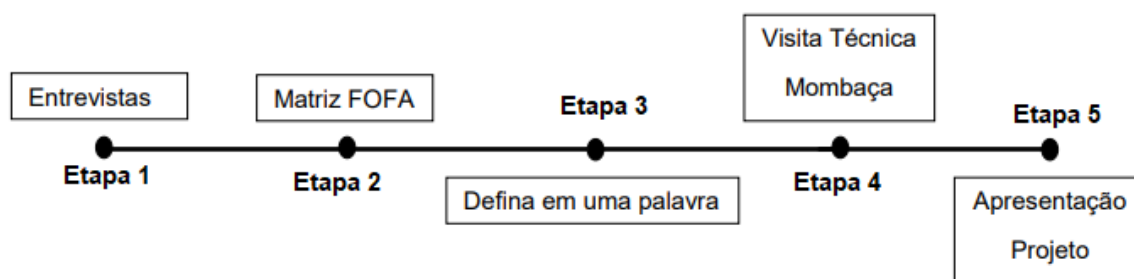 Entrevistas
Etapa 1
Matriz FOFA
Etapa 2
Etapa 3
Defina em uma palavra
Visita Técnica
Mombaça
Etapa 4
Etapa 5
Apresentação
Projeto